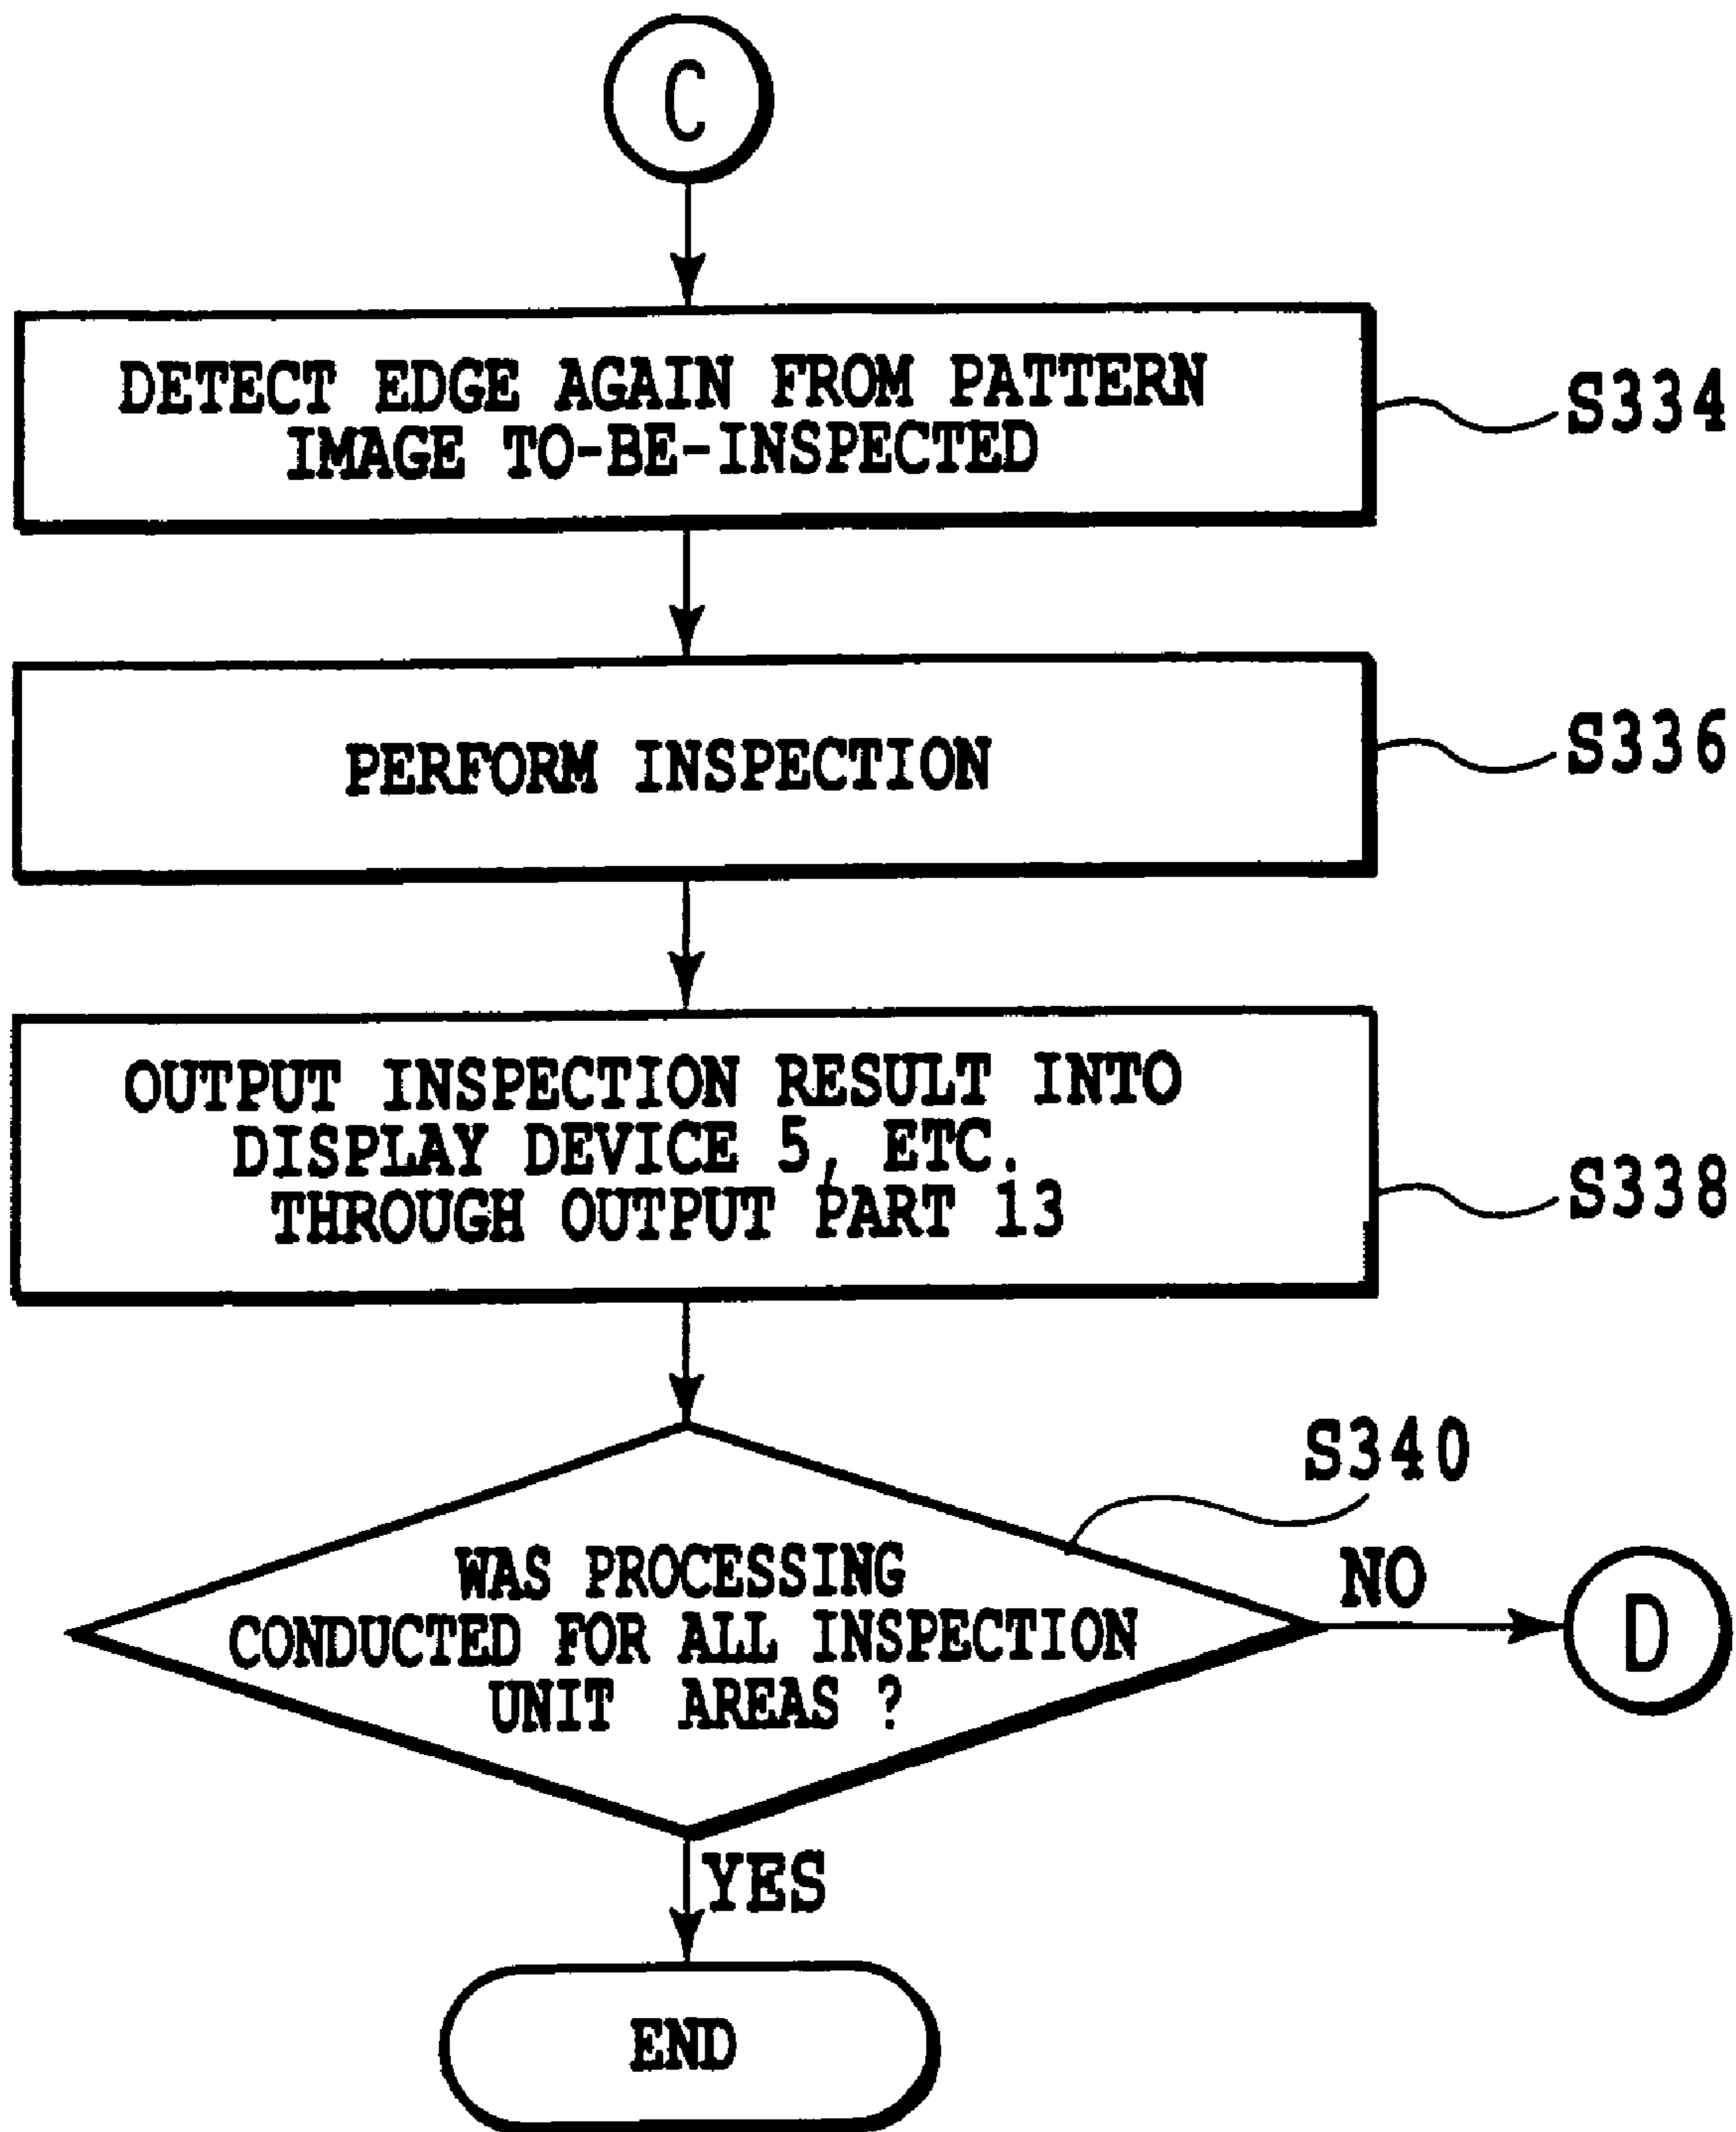 C
DETECT EDGE AGAIN FROM PATTERN
IMAGE TO-BE-INSPECTED
S334
PERFORM INSPECTION
S336
OUTPUT INSPECTION RESULT INTO
DISPLAY DEVICE 5, ETC.
THROUGH OUTPUT PART 13
S338
S340
WAS PROCESSING
CONDUCTED FOR ALL INSPECTION
UNIT AREAS ?
NO
D
YES
END